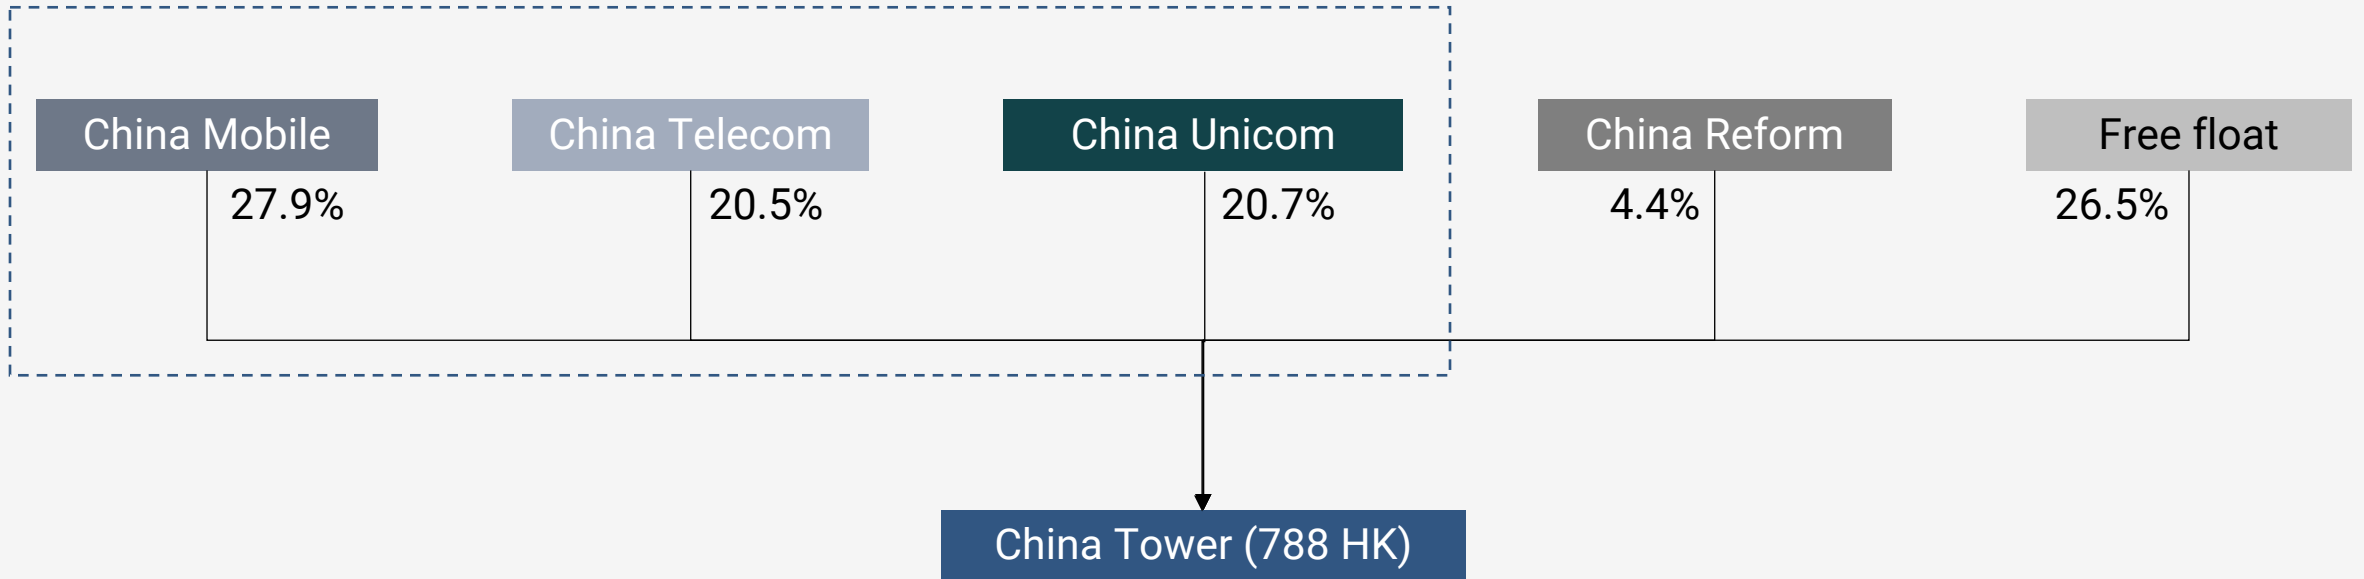 China Mobile
China Telecom
China Unicom
China Reform
Free float
27.9%
20.5%
20.7%
4.4%
26.5%
China Tower (788 HK)